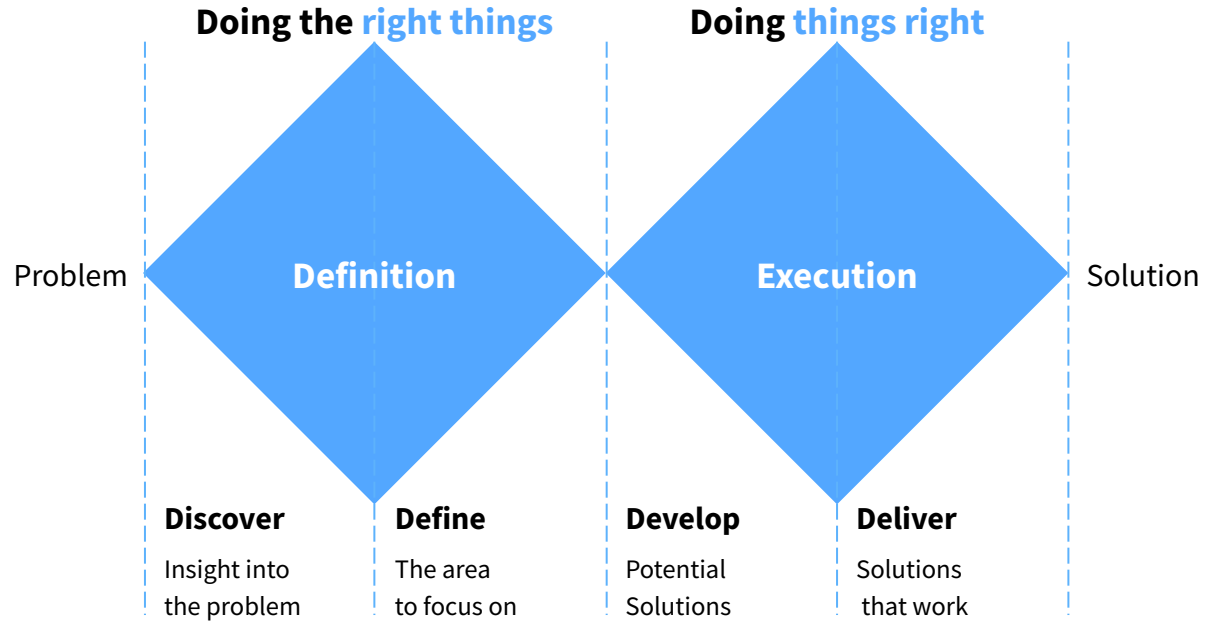 Doing the right things
Doing things right
Problem
Definition
Execution
Solution
Discover
Insight into
the problem
Define
The area
to focus on
Develop
Potential
Solutions
Deliver
Solutions
that work